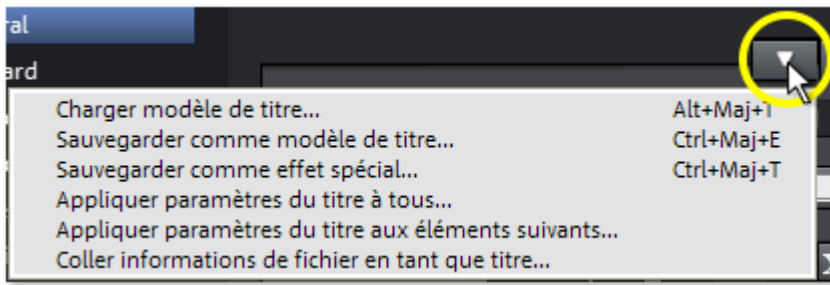 ral
ard
Charger modèle de titre... Alt+Maj+T
Sauvegarder comme modèle de titre... Ctrl+Maj+E
Sauvegarder comme effet spécial... Ctrl+Maj+T
Appliquer paramètres du titre à tous...
Appliquer paramètres du titre aux éléments suivants...
Coller informations de fichier en tant que titre...